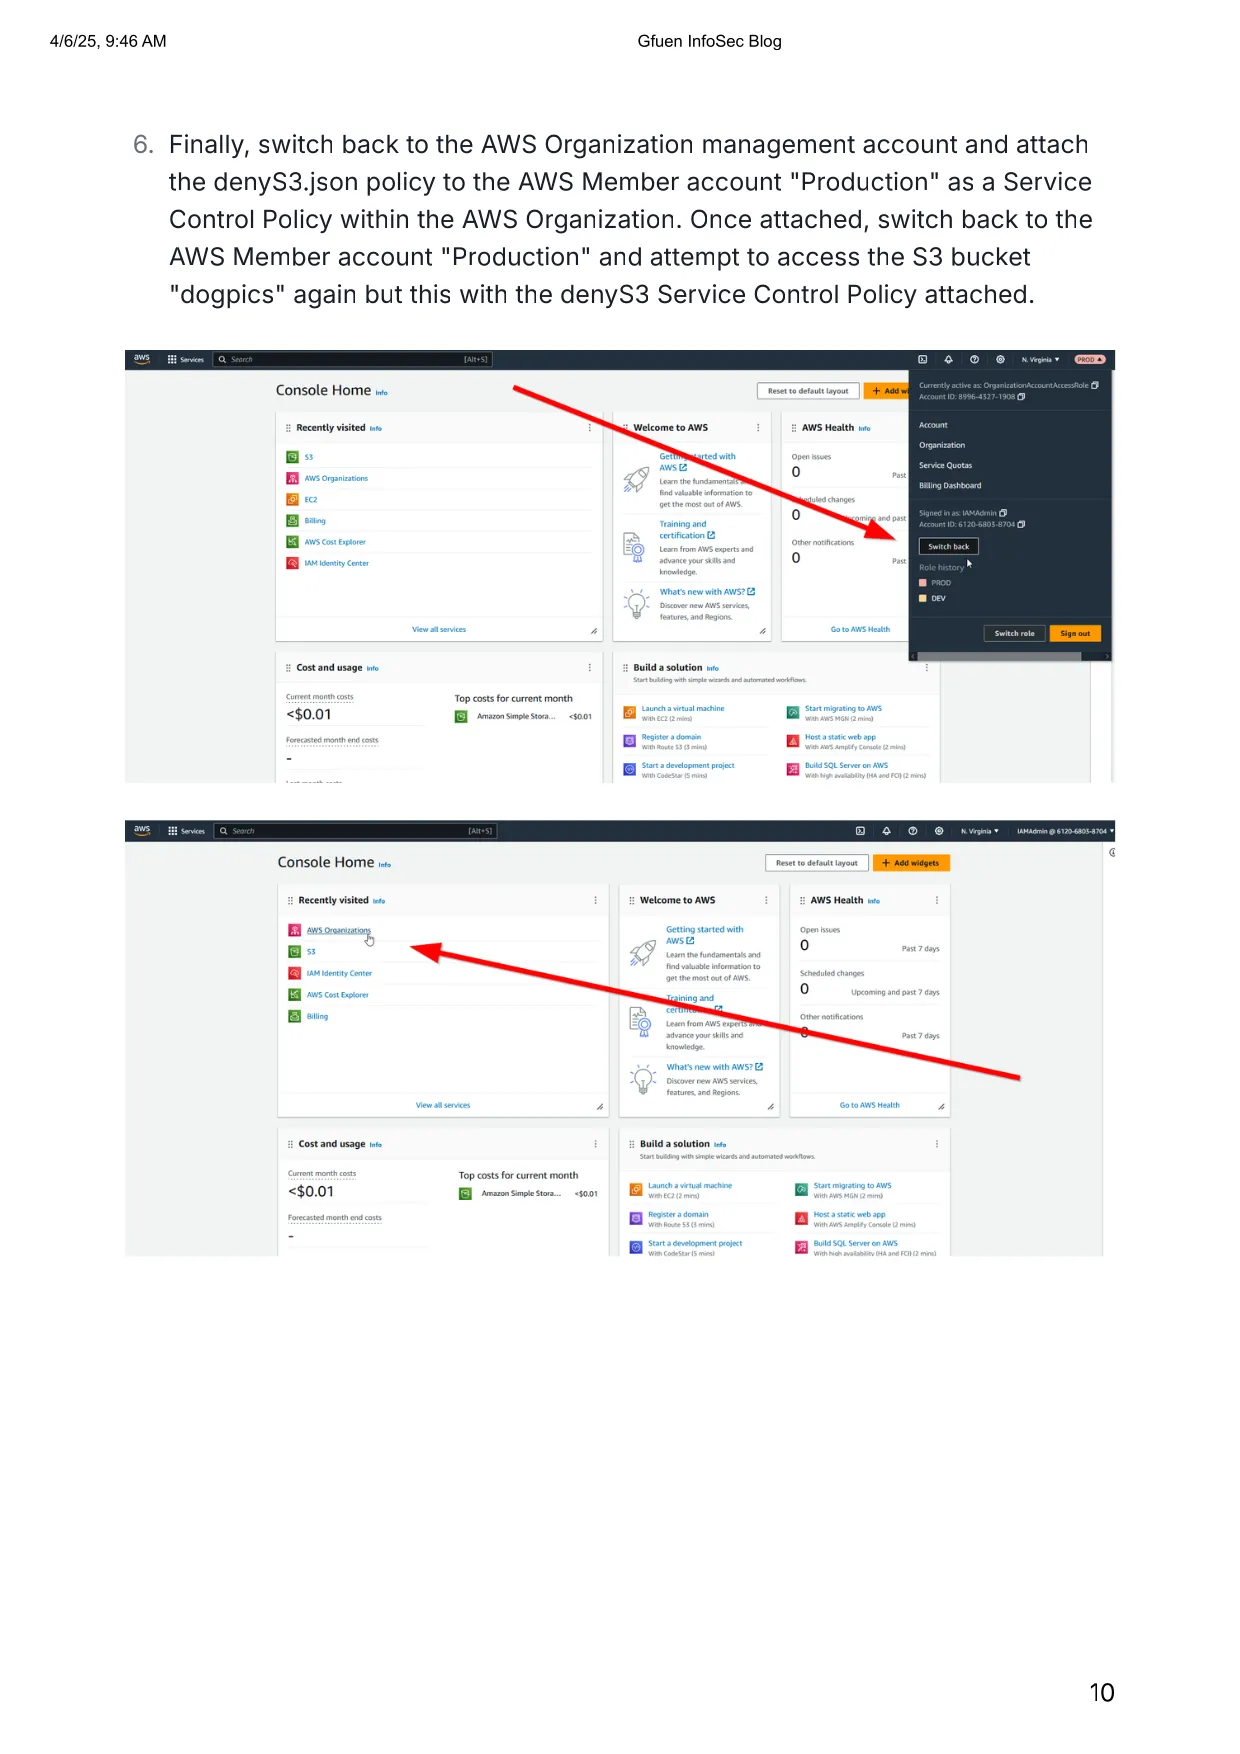 4/6/25, 9:46 AM
Gfuen InfoSec Blog
6. Finally, switch back to the AWS Organization management account and attach
the denyS3.json policy to the AWS Member account "Production" as a Service
Control Policy within the AWS Organization. Once attached, switch back to the
AWS Member account "Production" and attempt to access the S3 bucket
"dogpics" again but this with the denyS3 Service Control Policy attached.
aws Services Search [Alt+S] N. Virginia PROD
Console Home Info
Reset to default layout
+ Add wi
Currently active as: OrganizationAccountAccessRole
Account ID: 8996-4327-1908
Account
Organization
Service Quotas
Billing Dashboard
Signed in as: IAMAdmin
Account ID: 6120-6803-8704
Switch back
Role history
PROD
DEV
Switch role
Sign out
Recently visited Info
S3
AWS Organizations
EC2
Billing
AWS Cost Explorer
IAM Identity Center
View all services
Welcome to AWS
Getting started with
AWS
Learn the fundamentals and
find valuable information to
get the most out of AWS.
Training and
certification
Learn from AWS experts and
advance your skills and
knowledge.
What's new with AWS?
Discover new AWS services,
features, and Regions.
AWS Health Info
Open issues
0
Past
Scheduled changes
0
Upcoming and past
Other notifications
0
Past
Go to AWS Health
Cost and usage Info
Current month costs
<$0.01
Forecasted month end costs
-
Last month costs
Top costs for current month
Amazon Simple Stora... <$0.01
Build a solution Info
Start building with simple wizards and automated workflows.
Launch a virtual machine
With EC2 (2 mins)
Register a domain
With Route 53 (3 mins)
Start a development project
With CodeStar (5 mins)
Start migrating to AWS
With AWS MGN (2 mins)
Host a static web app
With AWS Amplify Console (2 mins)
Build SQL Server on AWS
With high availability (HA and FCI) (2 mins)
aws Services Search [Alt+S] N. Virginia IAMAdmin @ 6120-6803-8704
Console Home Info
Reset to default layout
+ Add widgets
Recently visited Info
AWS Organizations
S3
IAM Identity Center
AWS Cost Explorer
Billing
View all services
Welcome to AWS
Getting started with
AWS
Learn the fundamentals and
find valuable information to
get the most out of AWS.
Training and
certification
Learn from AWS experts and
advance your skills and
knowledge.
What's new with AWS?
Discover new AWS services,
features, and Regions.
AWS Health Info
Open issues
0
Past 7 days
Scheduled changes
0
Upcoming and past 7 days
Other notifications
0
Past 7 days
Go to AWS Health
Cost and usage Info
Current month costs
<$0.01
Forecasted month end costs
-
Top costs for current month
Amazon Simple Stora... <$0.01
Build a solution Info
Start building with simple wizards and automated workflows.
Launch a virtual machine
With EC2 (2 mins)
Register a domain
With Route 53 (3 mins)
Start a development project
With CodeStar (5 mins)
Start migrating to AWS
With AWS MGN (2 mins)
Host a static web app
With AWS Amplify Console (2 mins)
Build SQL Server on AWS
With high availability (HA and FCI) (2 mins)
10